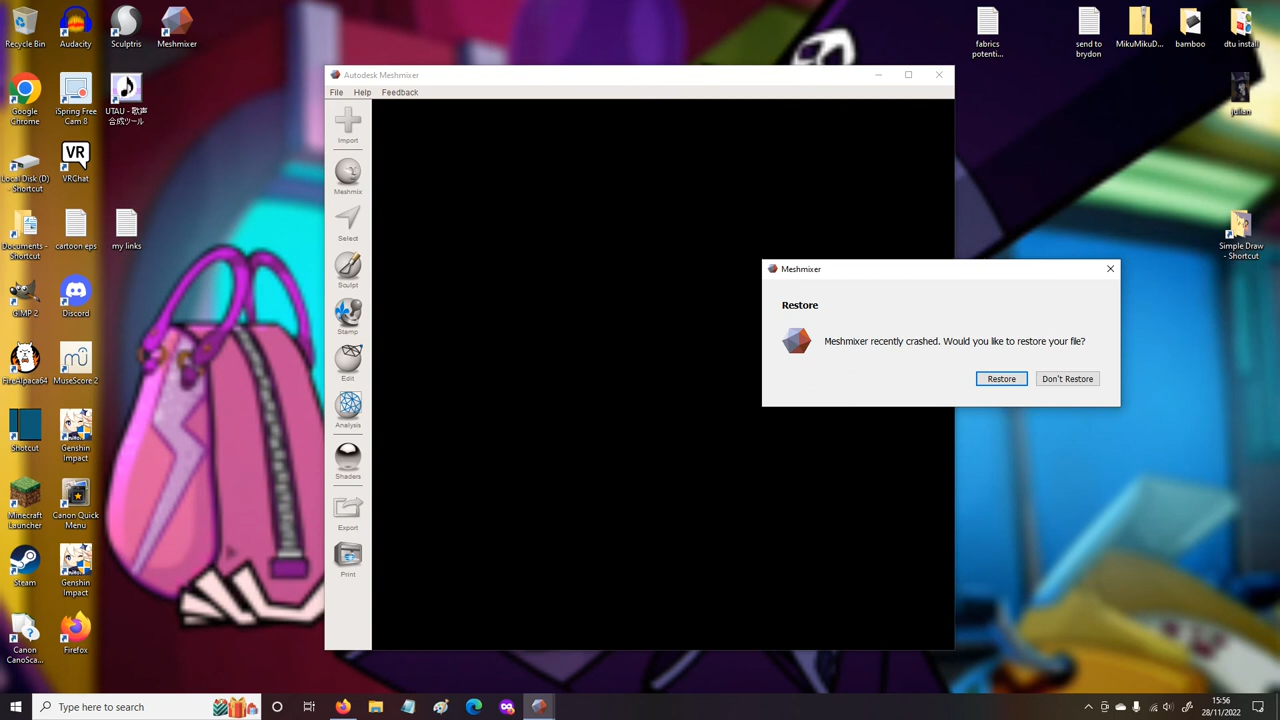 Recycle Bin
Audacity
Sculptris
Meshmixer
fabrics
potenti...
send to
brydon
MikuMikuD...
bamboo
dtu install
Google
Chrome
iSpring Free
Cam 8
UTAU - 歌声
合成ツール
julian
Local Disk (D)
- Shortcut
VR
VRChat
Documents -
Shortcut
cartoon eps
my links
Simple Draw
- Shortcut
GIMP 2
Discord
FireAlpaca64
MuseScore 2
Shotcut
Genshin
Impact
Minecraft
Launcher
Canon Quick
Menu
Steam
Genshin
Impact
Canon
CanoSca...
Firefox
Autodesk Meshmixer
File
Help
Feedback
Import
Meshmix
Select
Sculpt
Stamp
Edit
Analysis
Shaders
Export
Print
Meshmixer
Restore
Meshmixer recently crashed. Would you like to restore your file?
Restore
Don't Restore
Type here to search
15:56
28/11/2022